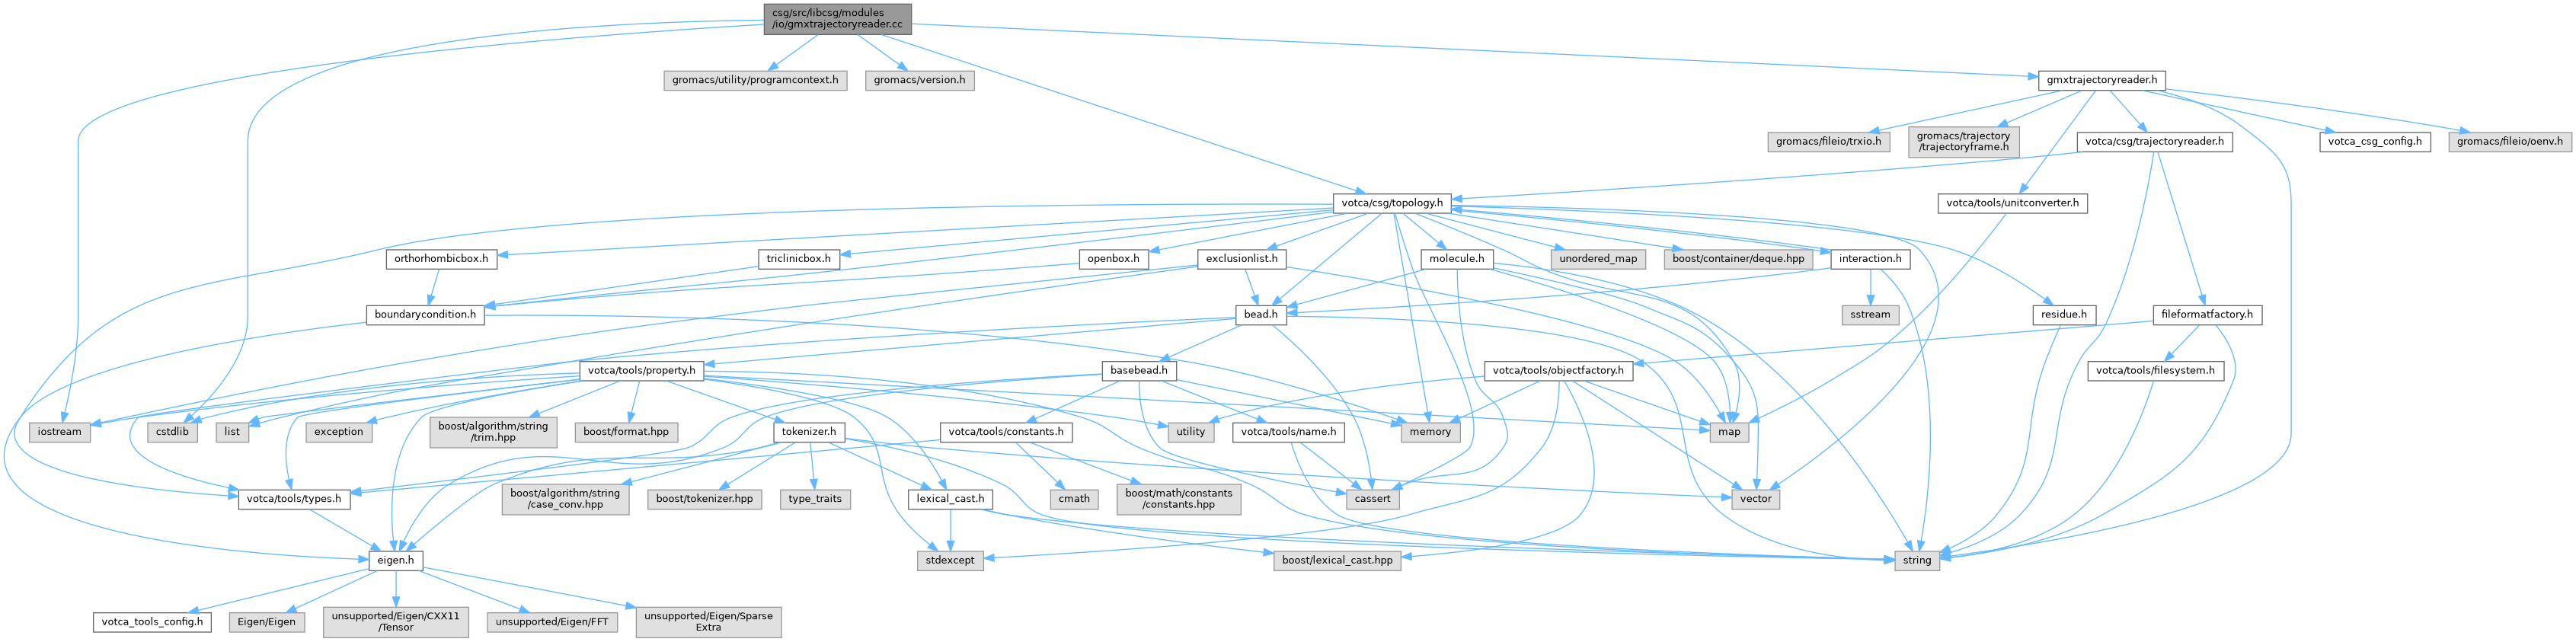 csg/src/libcsg/modules
/io/gmxtrajectoryreader.cc
gromacs/utility/programcontext.h
gromacs/version.h
gmxtrajectoryreader.h
gromacs/fileio/trxio.h
gromacs/trajectory
/trajectoryframe.h
votca/csg/trajectoryreader.h
votca_csg_config.h
gromacs/fileio/oenv.h
votca/csg/topology.h
votca/tools/unitconverter.h
orthorhombicbox.h
triclinicbox.h
openbox.h
exclusionlist.h
molecule.h
unordered_map
boost/container/deque.hpp
interaction.h
boundarycondition.h
bead.h
sstream
residue.h
fileformatfactory.h
votca/tools/property.h
basebead.h
votca/tools/objectfactory.h
votca/tools/filesystem.h
iostream
cstdlib
list
exception
boost/algorithm/string
/trim.hpp
boost/format.hpp
tokenizer.h
votca/tools/constants.h
utility
votca/tools/name.h
memory
map
votca/tools/types.h
boost/algorithm/string
/case_conv.hpp
boost/tokenizer.hpp
type_traits
lexical_cast.h
cmath
boost/math/constants
/constants.hpp
cassert
vector
eigen.h
stdexcept
boost/lexical_cast.hpp
string
votca_tools_config.h
Eigen/Eigen
unsupported/Eigen/CXX11
/Tensor
unsupported/Eigen/FFT
unsupported/Eigen/Sparse
Extra